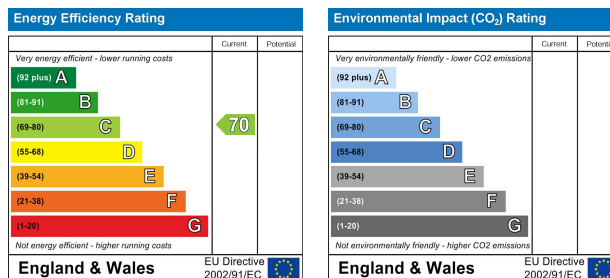 Energy Efficiency Rating
Current Potential
Very energy efficient - lower running costs
(92 plus) A
(81-91) B
(69-80) C
70
(55-68) D
(39-54) E
(21-38) F
(1-20) G
Not energy efficient - higher running costs
England & Wales
EU Directive
2002/91/EC
Environmental Impact (CO₂) Rating
Current Potential
Very environmentally friendly - lower CO2 emissions
(92 plus) A
(81-91) B
(69-80) C
(55-68) D
(39-54) E
(21-38) F
(1-20) G
Not environmentally friendly - higher CO2 emissions
England & Wales
EU Directive
2002/91/EC